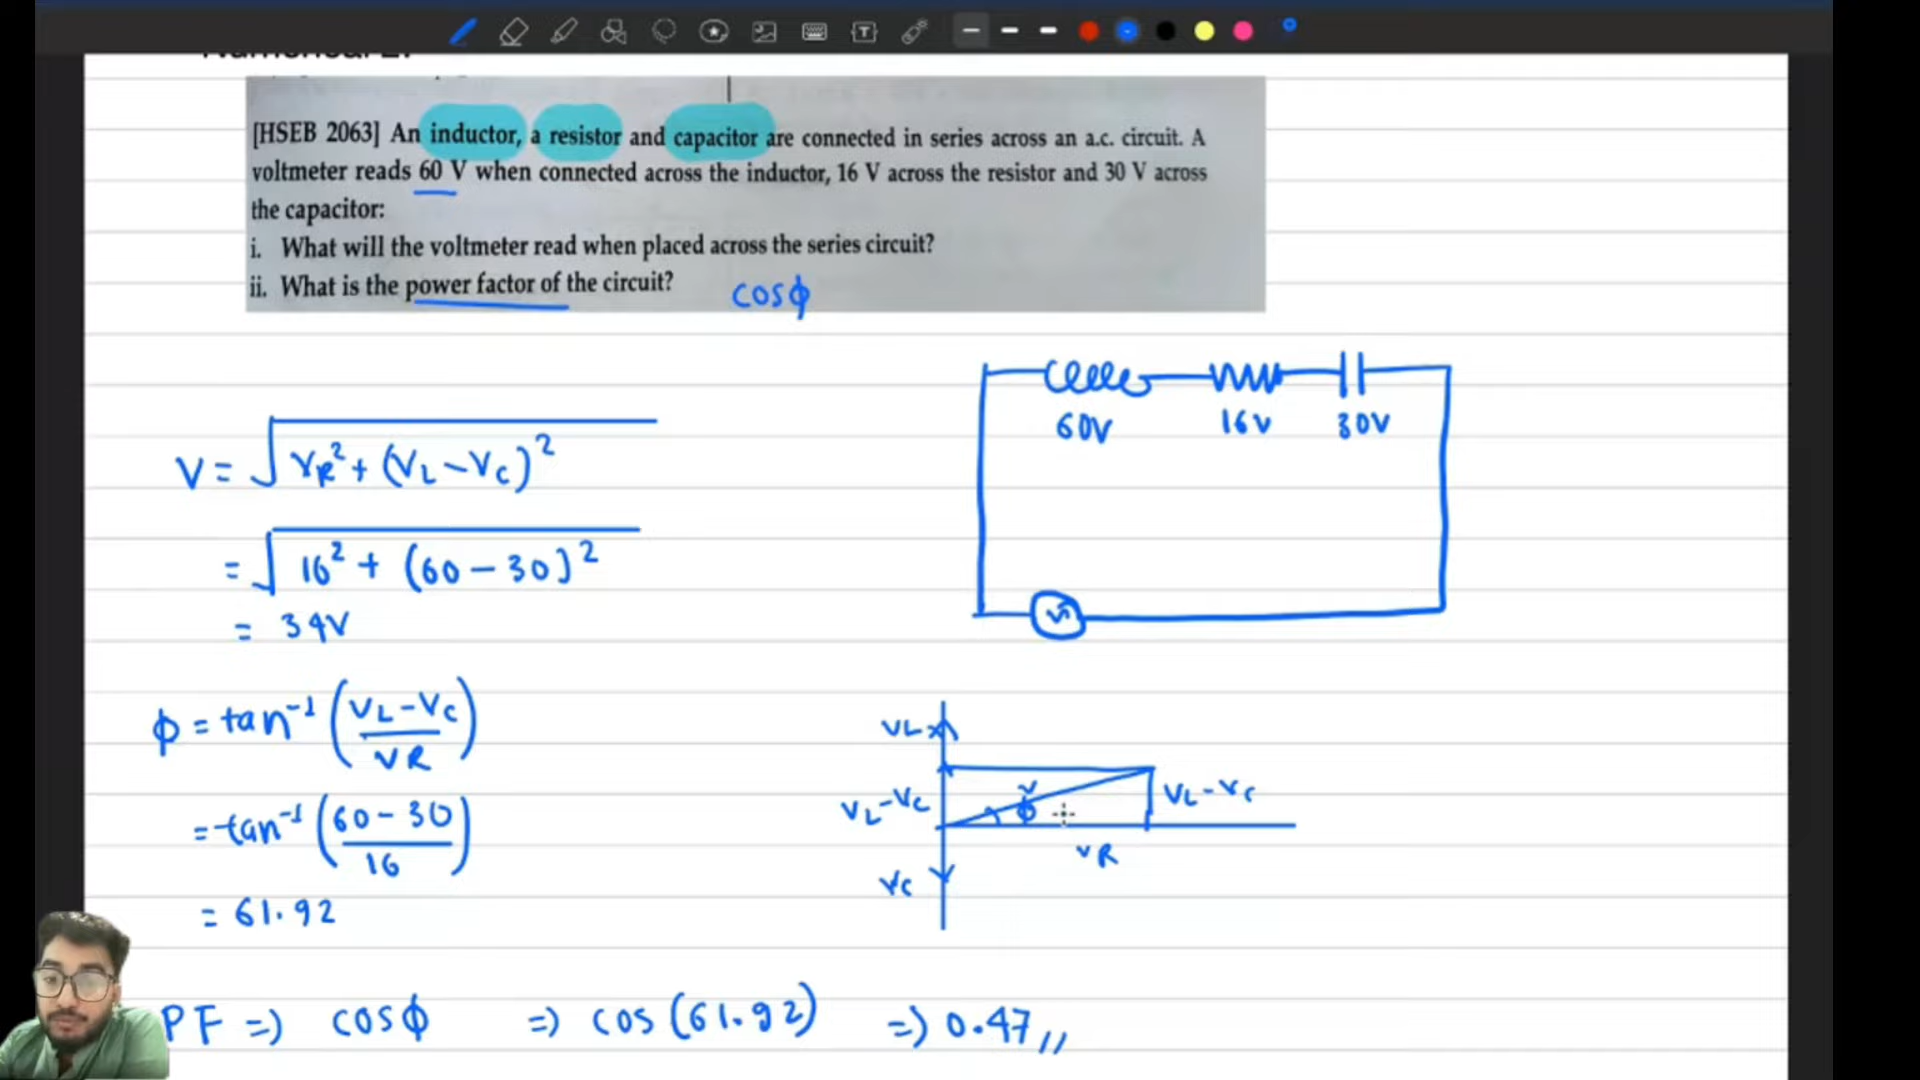 Numerical 2:
[HSEB 2063] An inductor, a resistor and capacitor are connected in series across an a.c. circuit. A
voltmeter reads 60 V when connected across the inductor, 16 V across the resistor and 30 V across
the capacitor:
i. What will the voltmeter read when placed across the series circuit?
ii. What is the power factor of the circuit? cosϕ
60V 16V 30V
V = √(VR² + (VL - VC)²)
= √(16² + (60 - 30)²)
= 34V
ϕ = tan⁻¹ ((VL - VC)/VR)
= tan⁻¹ ((60 - 30)/16)
= 61.92
VL
VL - VC
V
ϕ
VL - VC
VR
VC
PF => cosϕ => cos(61.92) => 0.47,,